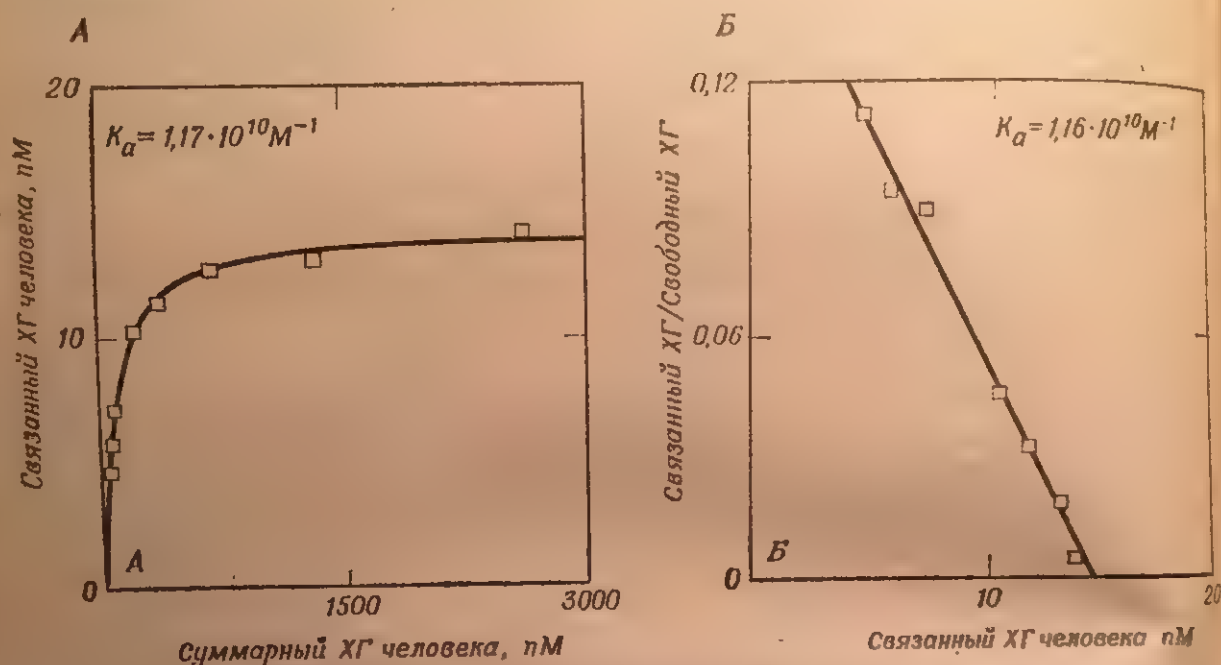 А
20
Kа = 1,17·10¹⁰М⁻¹
Связанный ХГ человека, пМ
10
А
0
1500
3000
Суммарный ХГ человека, пМ
Б
0,12
Kа = 1,16·10¹⁰М⁻¹
Связанный ХГ/Свободный ХГ
0,06
Б
0
10
20
Связанный ХГ человека пМ